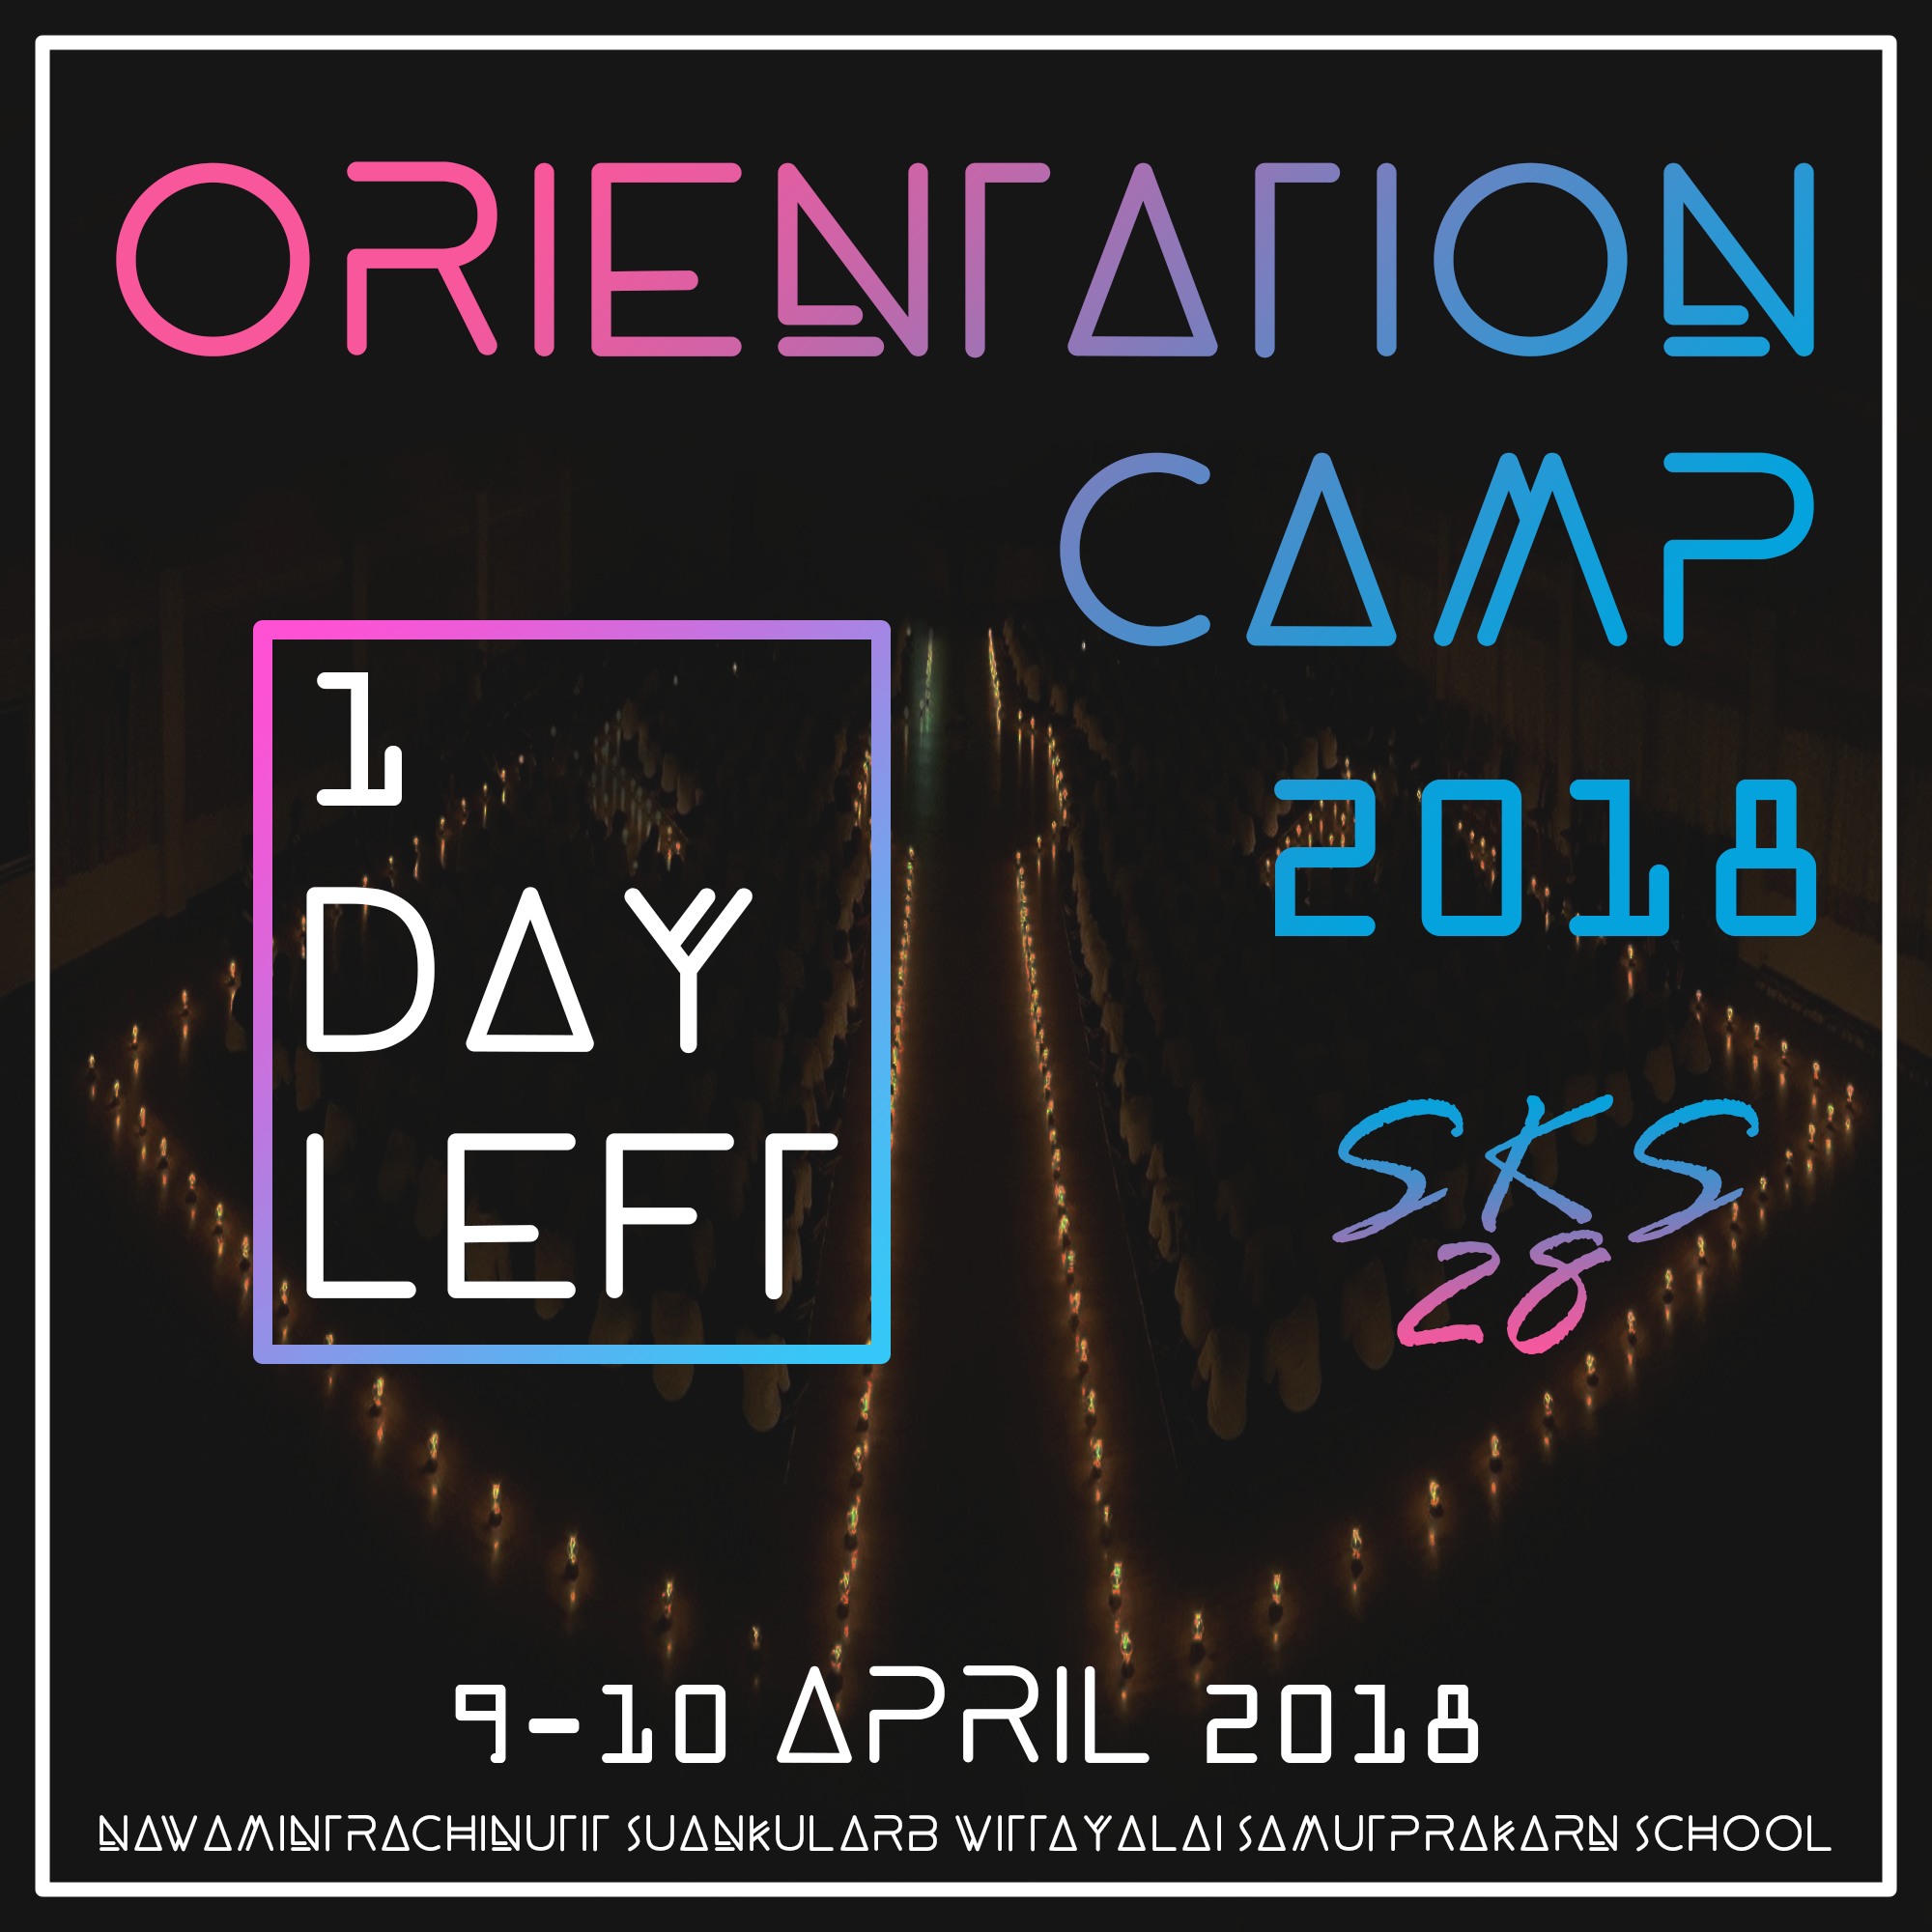 ORIENTATION
CAMP
2018
1
DAY
LEFT
SKS
28
9-10 APRIL 2018
NAWAMINTRACHINUTIT SUANKULARB WITTAYALAI SAMUTPRAKARN SCHOOL